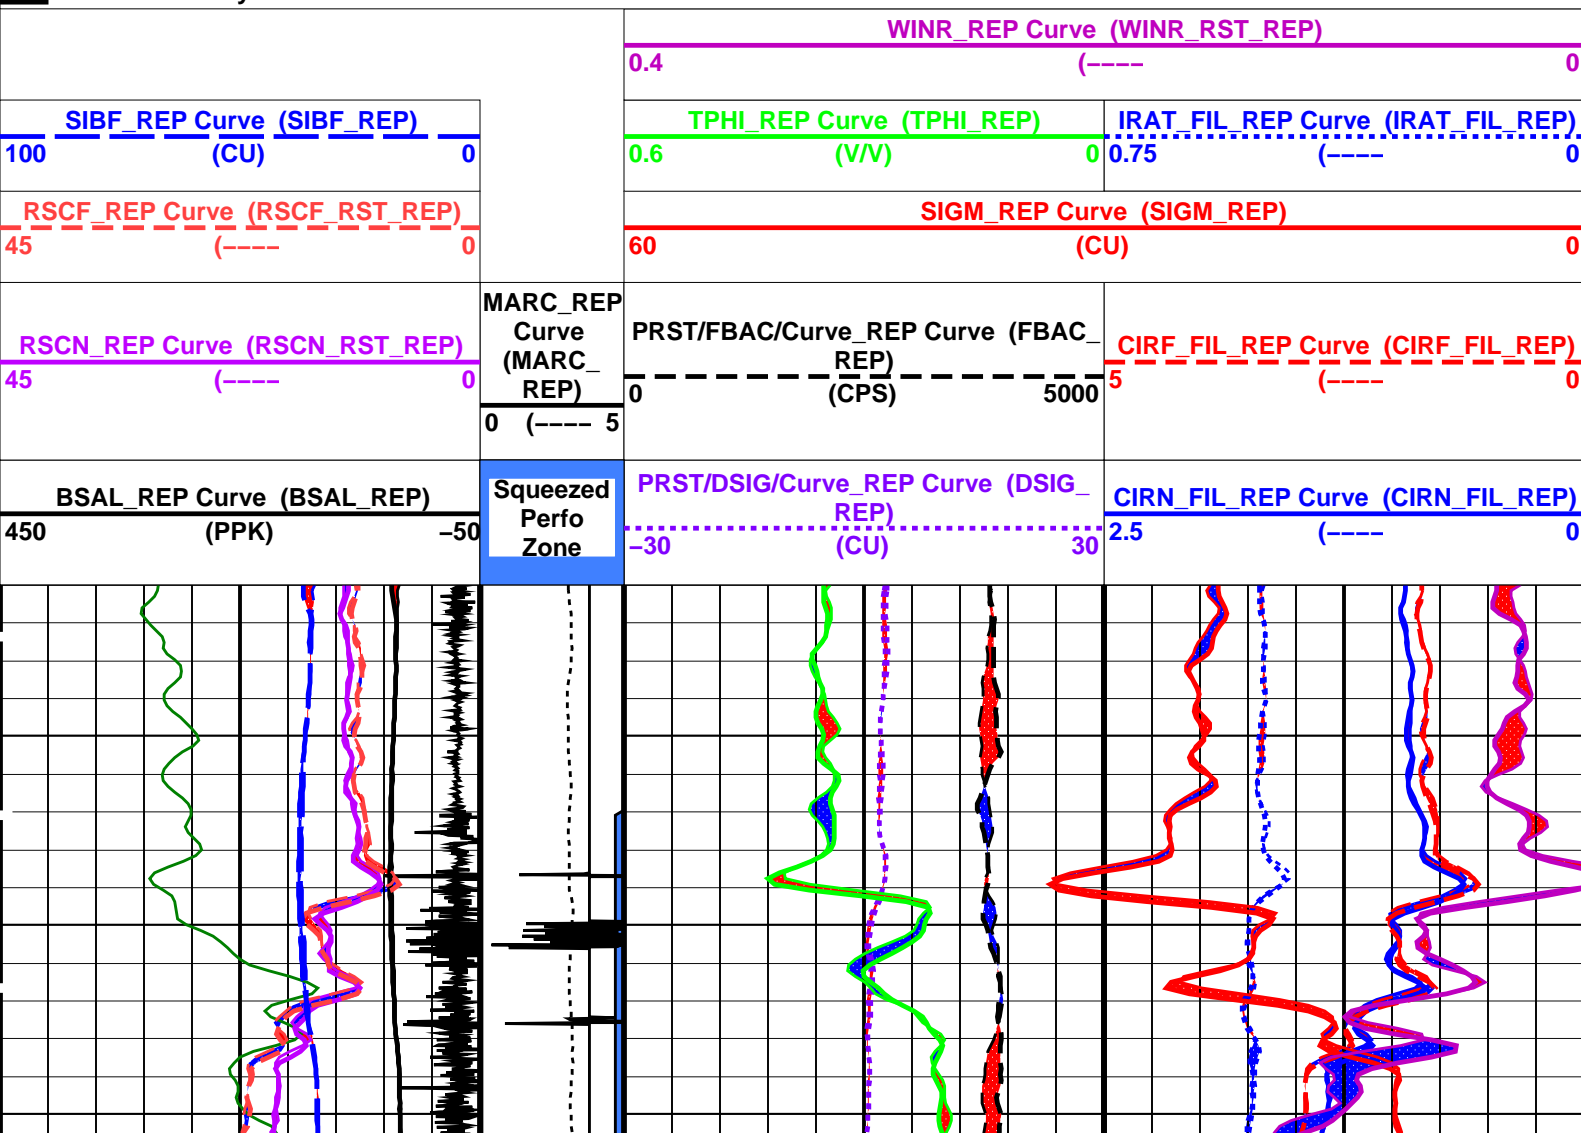 WINR_REP Curve (WINR_RST_REP)
0.4 (---- 0
SIBF_REP Curve (SIBF_REP)
100 (CU) 0
TPHI_REP Curve (TPHI_REP)
0.6 (V/V) 0
IRAT_FIL_REP Curve (IRAT_FIL_REP)
0.75 (---- 0
RSCF_REP Curve (RSCF_RST_REP)
45 (---- 0
SIGM_REP Curve (SIGM_REP)
60 (CU) 0
RSCN_REP Curve (RSCN_RST_REP)
45 (---- 0
MARC_REP
Curve
(MARC_
REP)
0 (---- 5
PRST/FBAC/Curve_REP Curve (FBAC_
REP)
0 (CPS) 5000
CIRF_FIL_REP Curve (CIRF_FIL_REP)
5 (---- 0
BSAL_REP Curve (BSAL_REP)
450 (PPK) -50
Squeezed
Perfo
Zone
PRST/DSIG/Curve_REP Curve (DSIG_
REP)
-30 (CU) 30
CIRN_FIL_REP Curve (CIRN_FIL_REP)
2.5 (---- 0